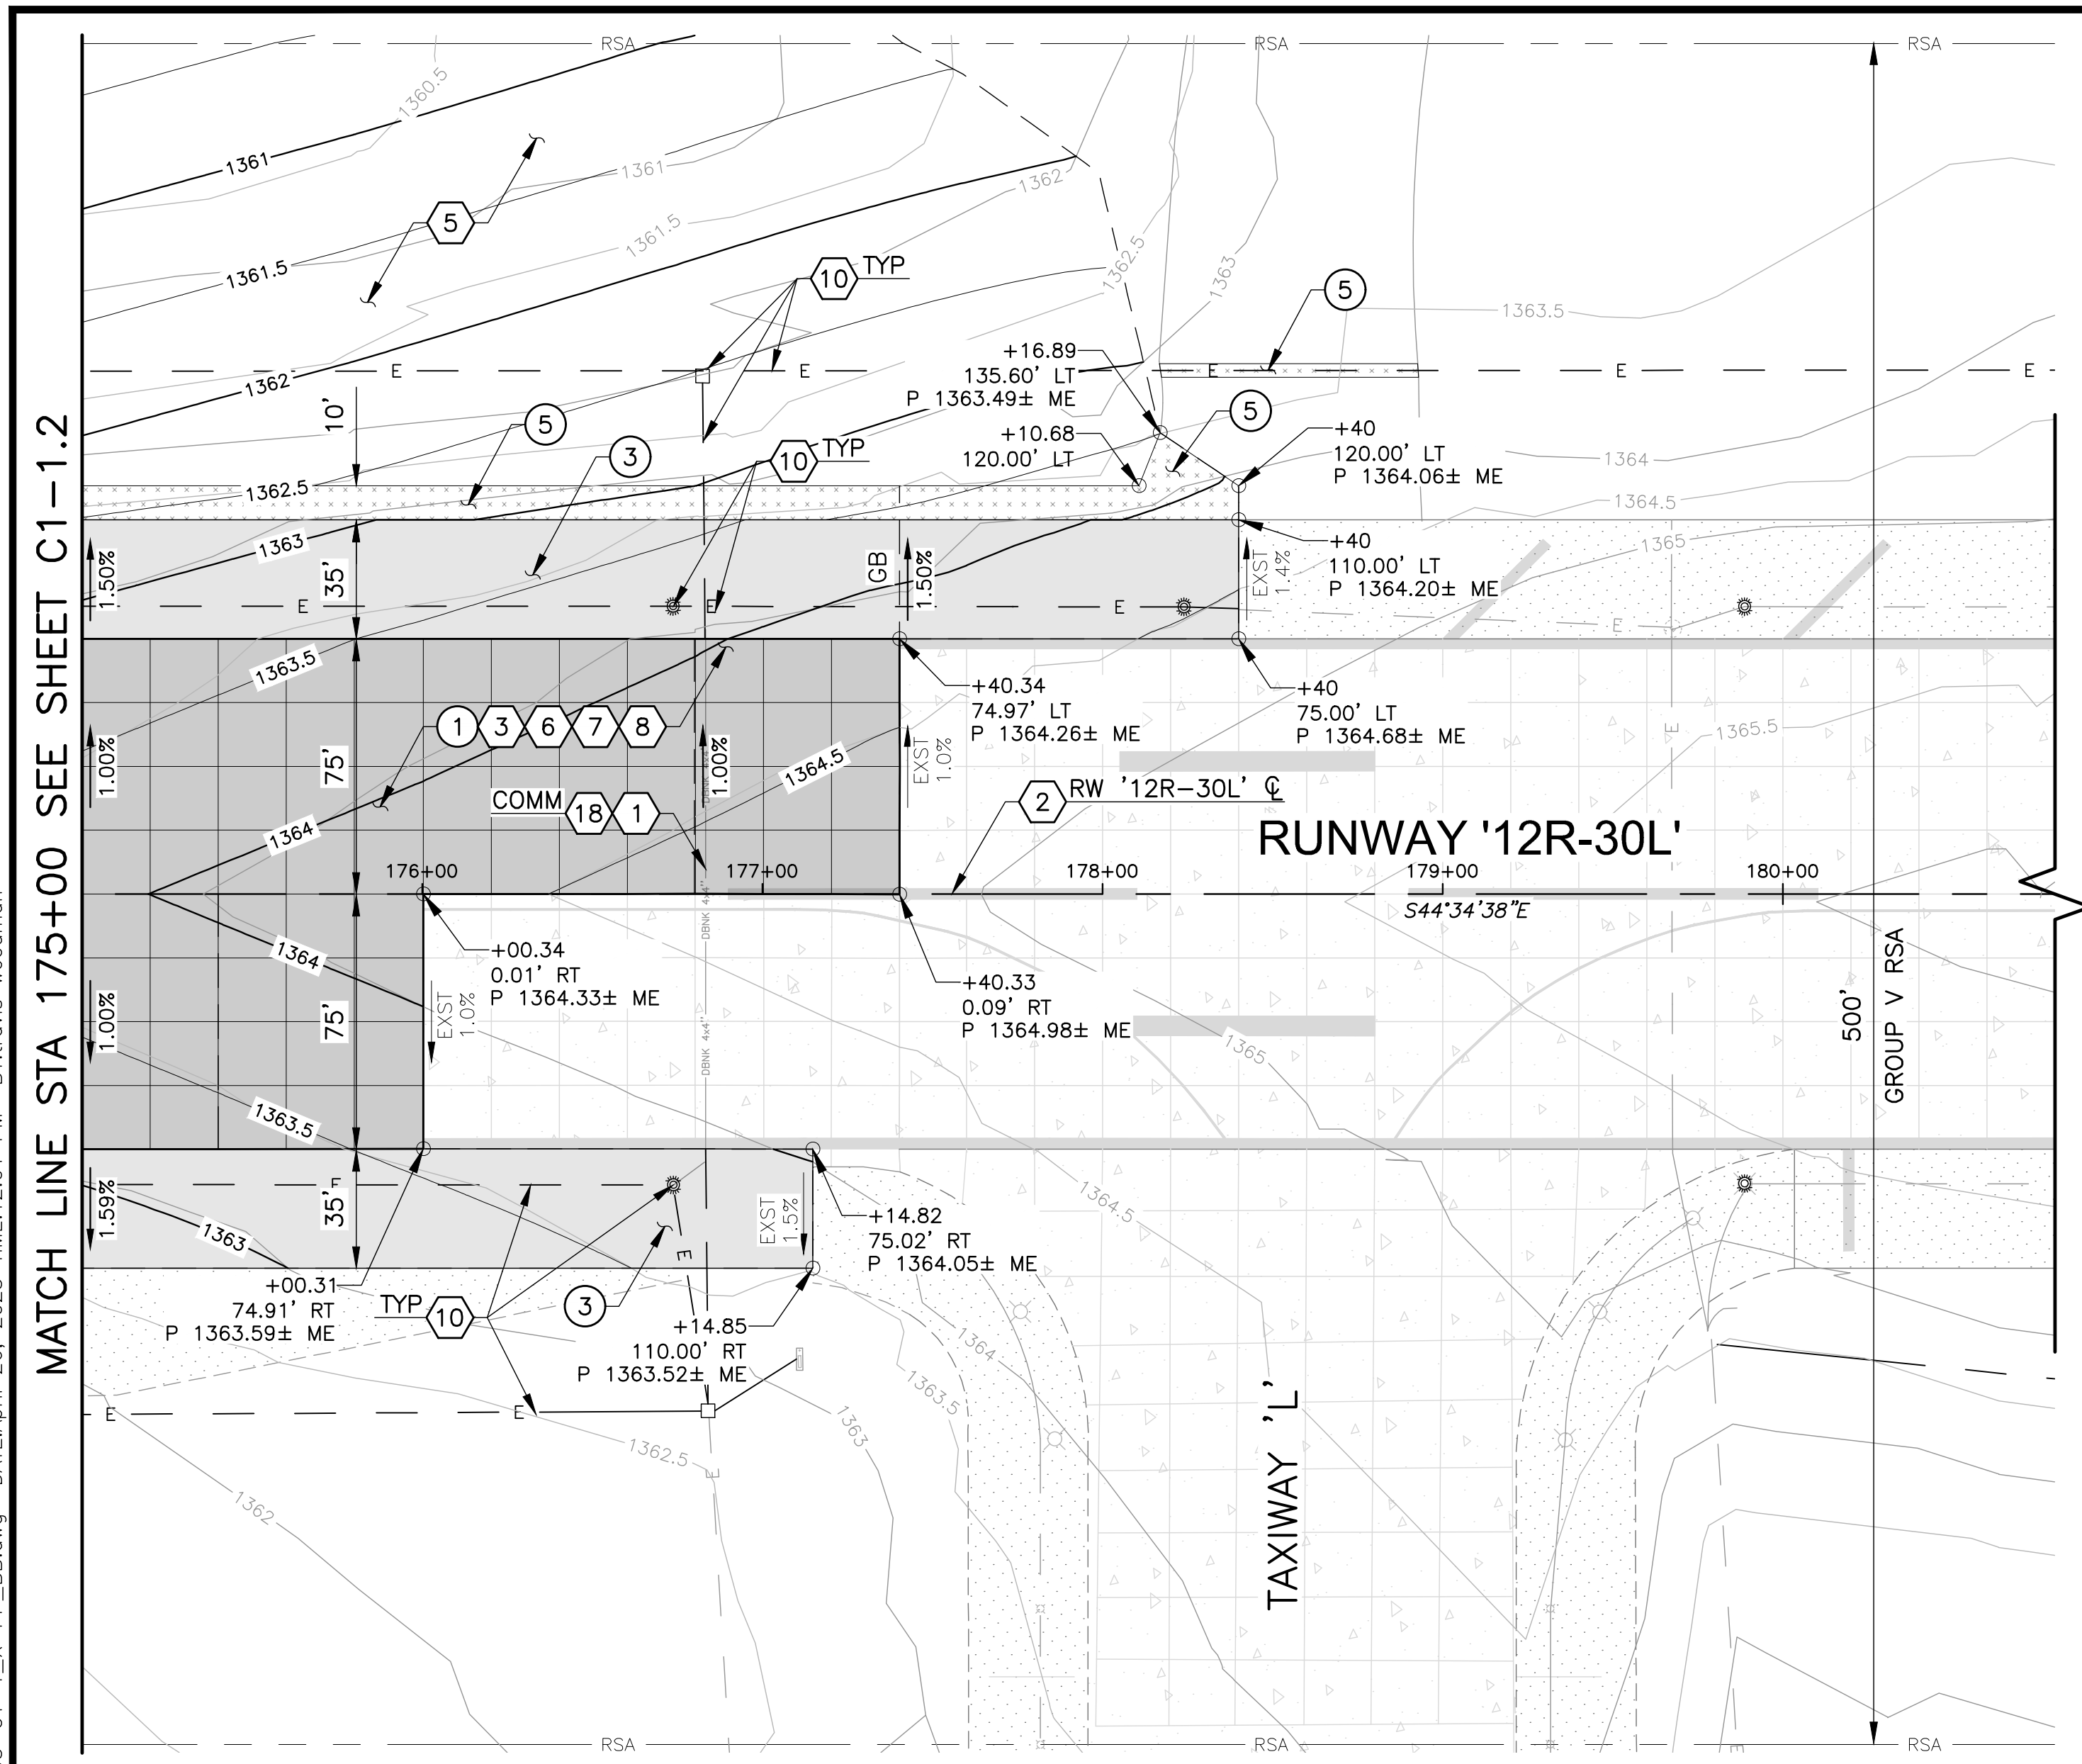 RSA
RSA
RSA
1360.5
1361
1361
1362
5
1361.5
1361.5
1362.5
1363
10 TYP
5
1363.5
+16.89
135.60' LT
P 1363.49± ME
E
E
E
E
E
1362
10'
5
5
+10.68
120.00' LT
+40
120.00' LT
P 1364.06± ME
3
10 TYP
1364
1362.5
1364.5
MATCH LINE STA 175+00 SEE SHEET C1-1.2
1363
1.50%
35'
GB
1.50%
EXST
1.4%
+40
110.00' LT
P 1364.20± ME
1365
E
E
E
E
1363.5
+40.34
74.97' LT
P 1364.26± ME
+40
75.00' LT
P 1364.68± ME
1 3 6 7 8
1.00%
75'
1.00%
DBNK 4x4"
1364.5
EXST
1.0%
E
1365.5
COMM 18 1
2 RW '12R-30L' ℄
1364
RUNWAY '12R-30L'
176+00
177+00
178+00
179+00
180+00
S44°34'38"E
DBNK 4x4"
1364
+00.34
0.01' RT
P 1364.33± ME
+40.33
0.09' RT
P 1364.98± ME
1.00%
75'
EXST
1.0%
1365
500'
GROUP V RSA
DBNK 4x4"
1363.5
1.59%
35'
E
1363
EXST
1.5%
+14.82
75.02' RT
P 1364.05± ME
1364.5
E
+00.31
74.91' RT
P 1363.59± ME
TYP 10
3
+14.85
110.00' RT
P 1363.52± ME
1364
1363.5
E
E
1363
1362.5
E
1362
TAXIWAY 'L'
RSA
RSA
RSA
E